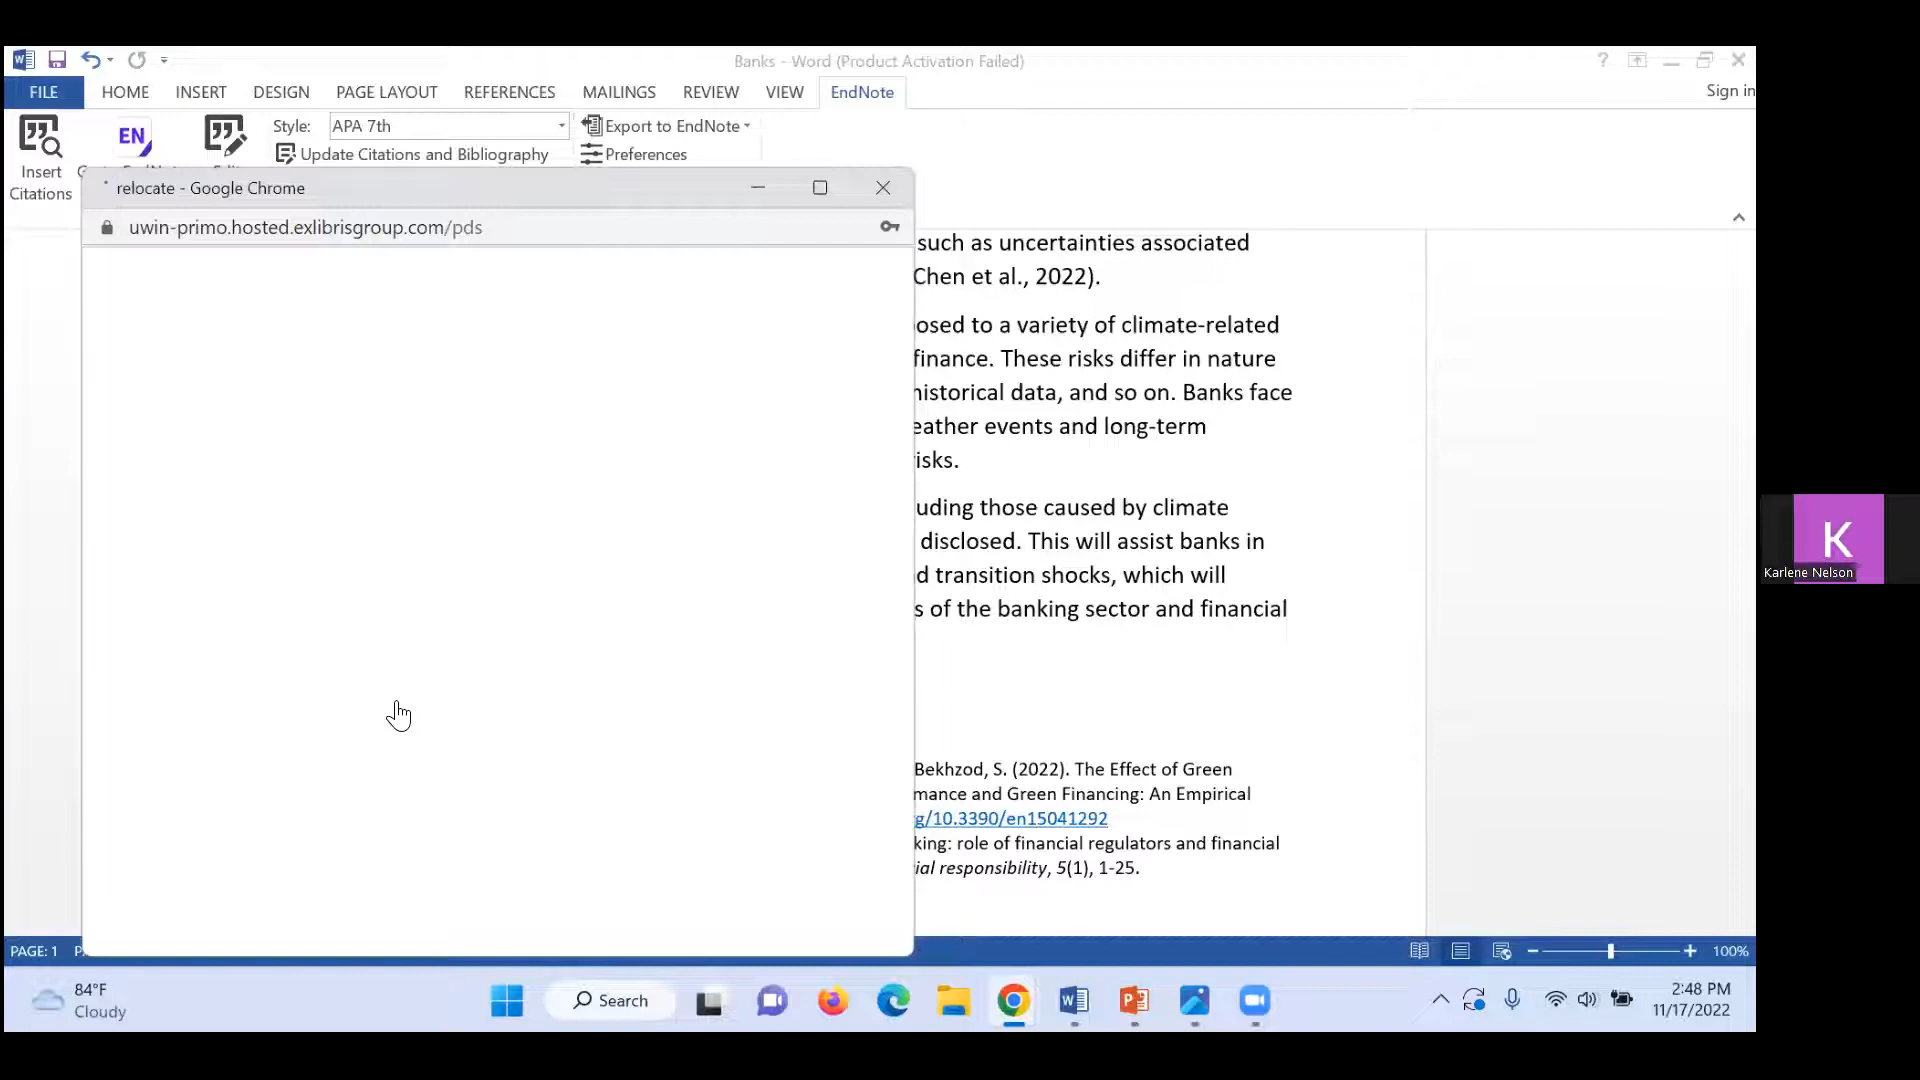 Banks - Word (Product Activation Failed)
FILE HOME INSERT DESIGN PAGE LAYOUT REFERENCES MAILINGS REVIEW VIEW EndNote Sign in
Style: APA 7th
Export to EndNote
EN
Update Citations and Bibliography
Preferences
Insert
Citations
relocate - Google Chrome
uwin-primo.hosted.exlibrisgroup.com/pds
such as uncertainties associated
Chen et al., 2022).
osed to a variety of climate-related
finance. These risks differ in nature
historical data, and so on. Banks face
eather events and long-term
risks.
uding those caused by climate
disclosed. This will assist banks in
d transition shocks, which will
s of the banking sector and financial
Bekhzod, S. (2022). The Effect of Green
mance and Green Financing: An Empirical
g/10.3390/en15041292
king: role of financial regulators and financial
ial responsibility, 5(1), 1-25.
K
Karlene Nelson
PAGE: 1
100%
84°F
Cloudy
Search
2:48 PM
11/17/2022